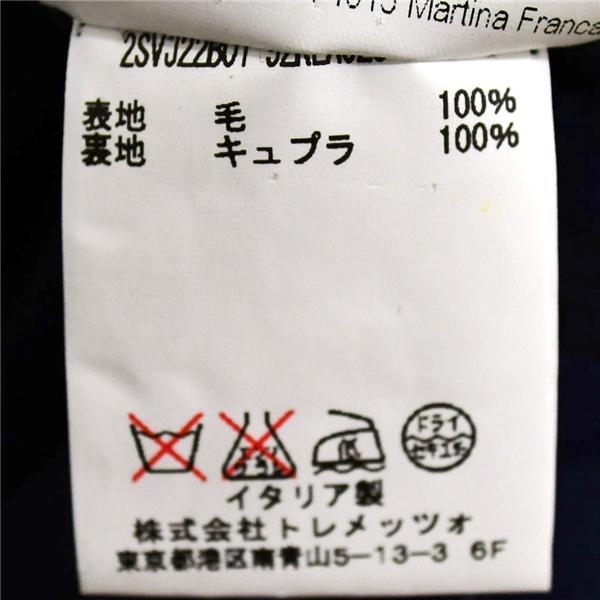 Martina Franca
表地 毛 100%
裏地 キュプラ 100%
ドライ
イタリア製
株式会社トレメッツォ
東京都港区南青山5-13-3 6F